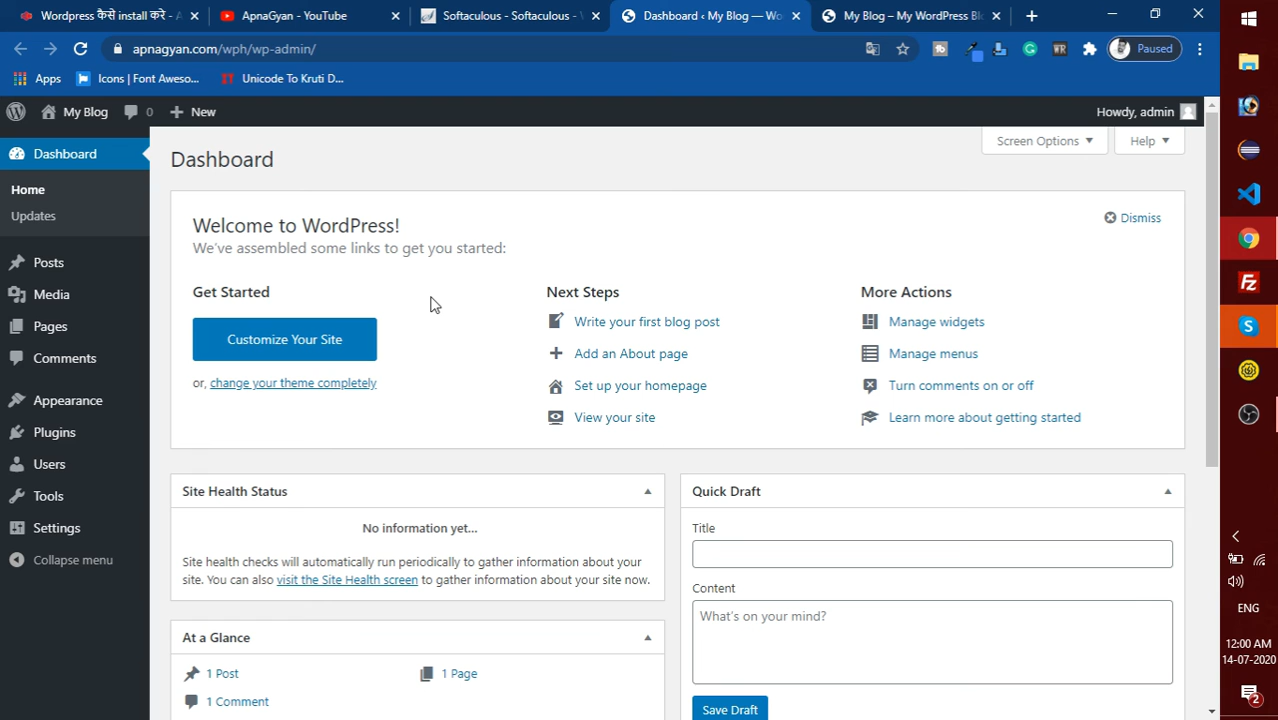 Wordpress कैसे install करे - A
ApnaGyan - YouTube
Softaculous - Softaculous - V
Dashboard ‹ My Blog — Wo
My Blog – My WordPress Bl
apnagyan.com/wph/wp-admin/
Paused
Apps
Icons | Font Aweso...
Unicode To Kruti D...
My Blog
0
New
Howdy, admin
Dashboard
Home
Updates
Posts
Media
Pages
Comments
Appearance
Plugins
Users
Tools
Settings
Collapse menu
Screen Options
Help
Dashboard
Welcome to WordPress!
We've assembled some links to get you started:
Dismiss
Get Started
Customize Your Site
or, change your theme completely
Next Steps
Write your first blog post
Add an About page
Set up your homepage
View your site
More Actions
Manage widgets
Manage menus
Turn comments on or off
Learn more about getting started
Site Health Status
No information yet...
Site health checks will automatically run periodically to gather information about your
site. You can also visit the Site Health screen to gather information about your site now.
At a Glance
1 Post
1 Page
1 Comment
Quick Draft
Title
Content
What's on your mind?
Save Draft
ENG
12:00 AM
14-07-2020
2